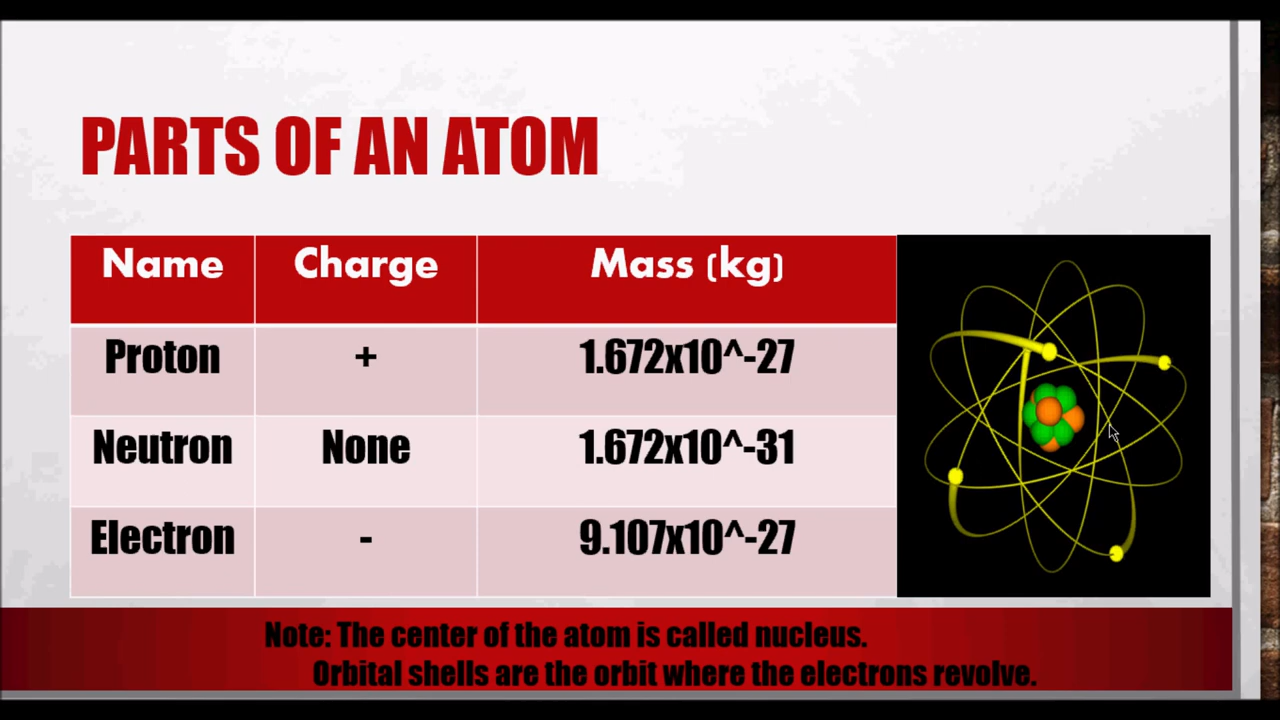 PARTS OF AN ATOM
Name Charge Mass (kg)
Proton + 1.672x10^-27
Neutron None 1.672x10^-31
Electron - 9.107x10^-27
Note: The center of the atom is called nucleus.
Orbital shells are the orbit where the electrons revolve.